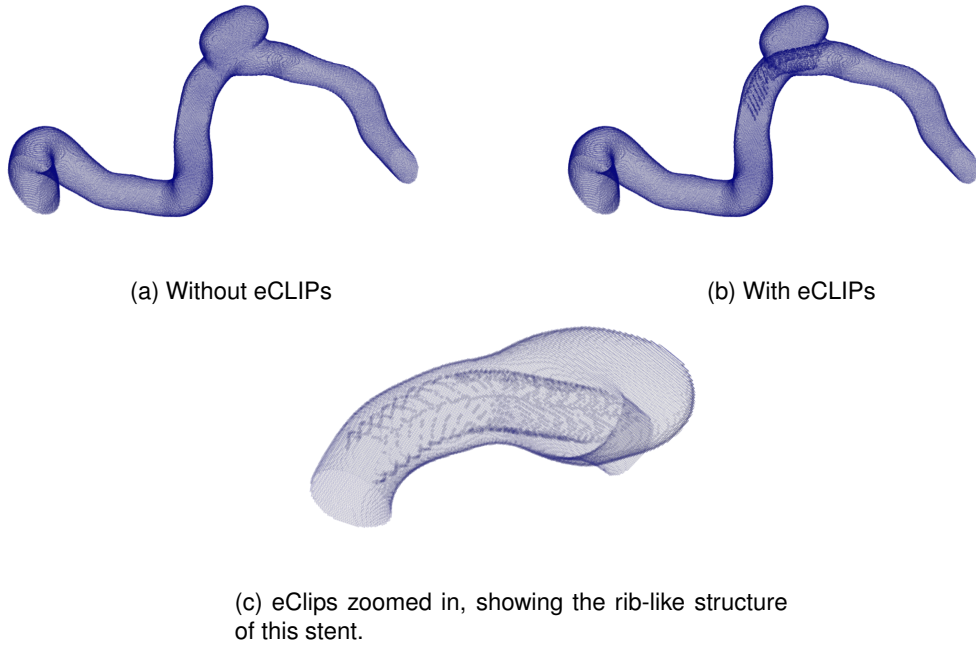 (a) Without eCLIPs
(b) With eCLIPs
(c) eClips zoomed in, showing the rib-like structure
of this stent.